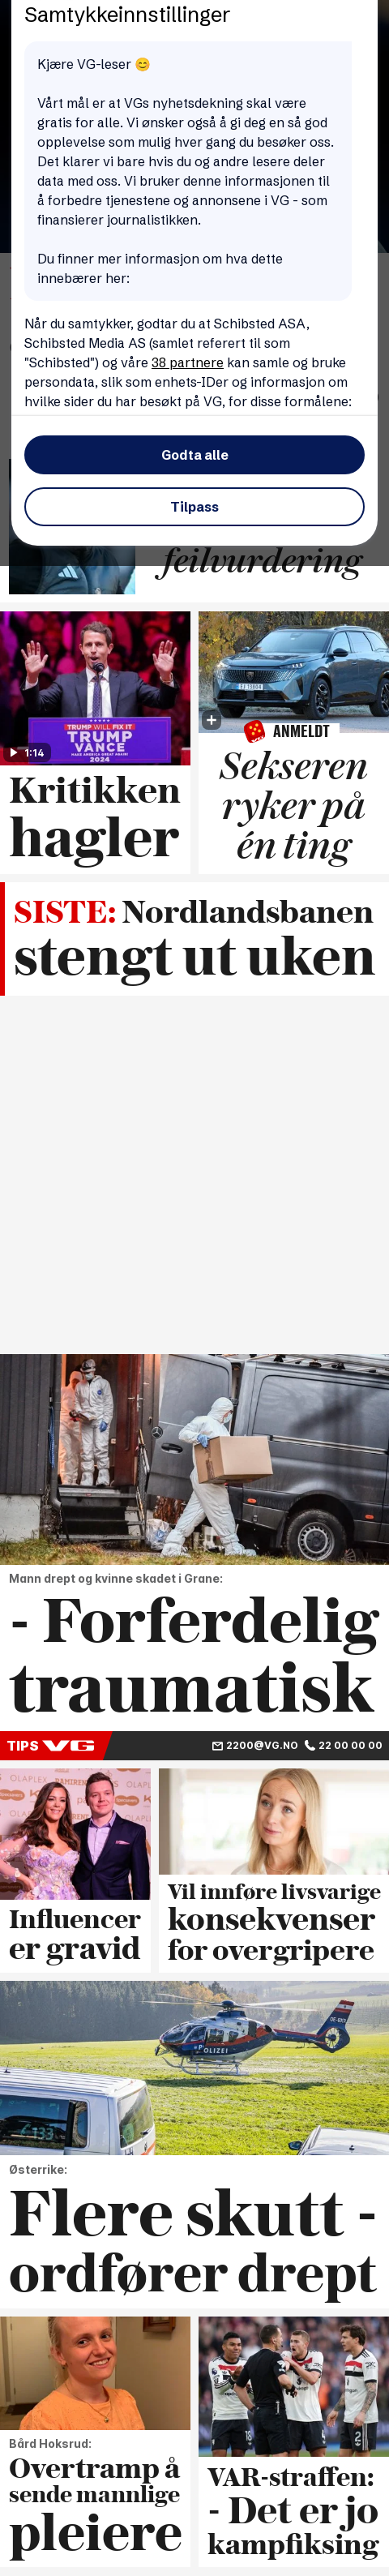 Samtykkeinnstillinger
Kjære VG-leser 😊
Vårt mål er at VGs nyhetsdekning skal være
gratis for alle. Vi ønsker også å gi deg en så god
opplevelse som mulig hver gang du besøker oss.
Det klarer vi bare hvis du og andre lesere deler
data med oss. Vi bruker denne informasjonen til
å forbedre tjenestene og annonsene i VG - som
finansierer journalistikken.
Du finner mer informasjon om hva dette
innebærer her:
Når du samtykker, godtar du at Schibsted ASA,
Schibsted Media AS (samlet referert til som
"Schibsted") og våre 38 partnere kan samle og bruke
persondata, slik som enhets-IDer og informasjon om
hvilke sider du har besøkt på VG, for disse formålene:
Godta alle
Tilpass
feilvurdering
TRUMP WILL FIX IT
TRUMP
VANCE
2024
1:14
Kritikken
hagler
ANMELDT
Sekseren
ryker på
én ting
SISTE: Nordlandsbanen
stengt ut uken
Mann drept og kvinne skadet i Grane:
- Forferdelig
traumatisk
TIPS VG
2200@VG.NO
22 00 00 00
OLAPLEX
Influencer
er gravid
Vil innføre livsvarige
konsekvenser
for overgripere
POLIZEI
133
Østerrike:
Flere skutt -
ordfører drept
Bård Hoksrud:
Overtramp å
sende mannlige
pleiere
VAR-straffen:
- Det er jo
kampfiksing